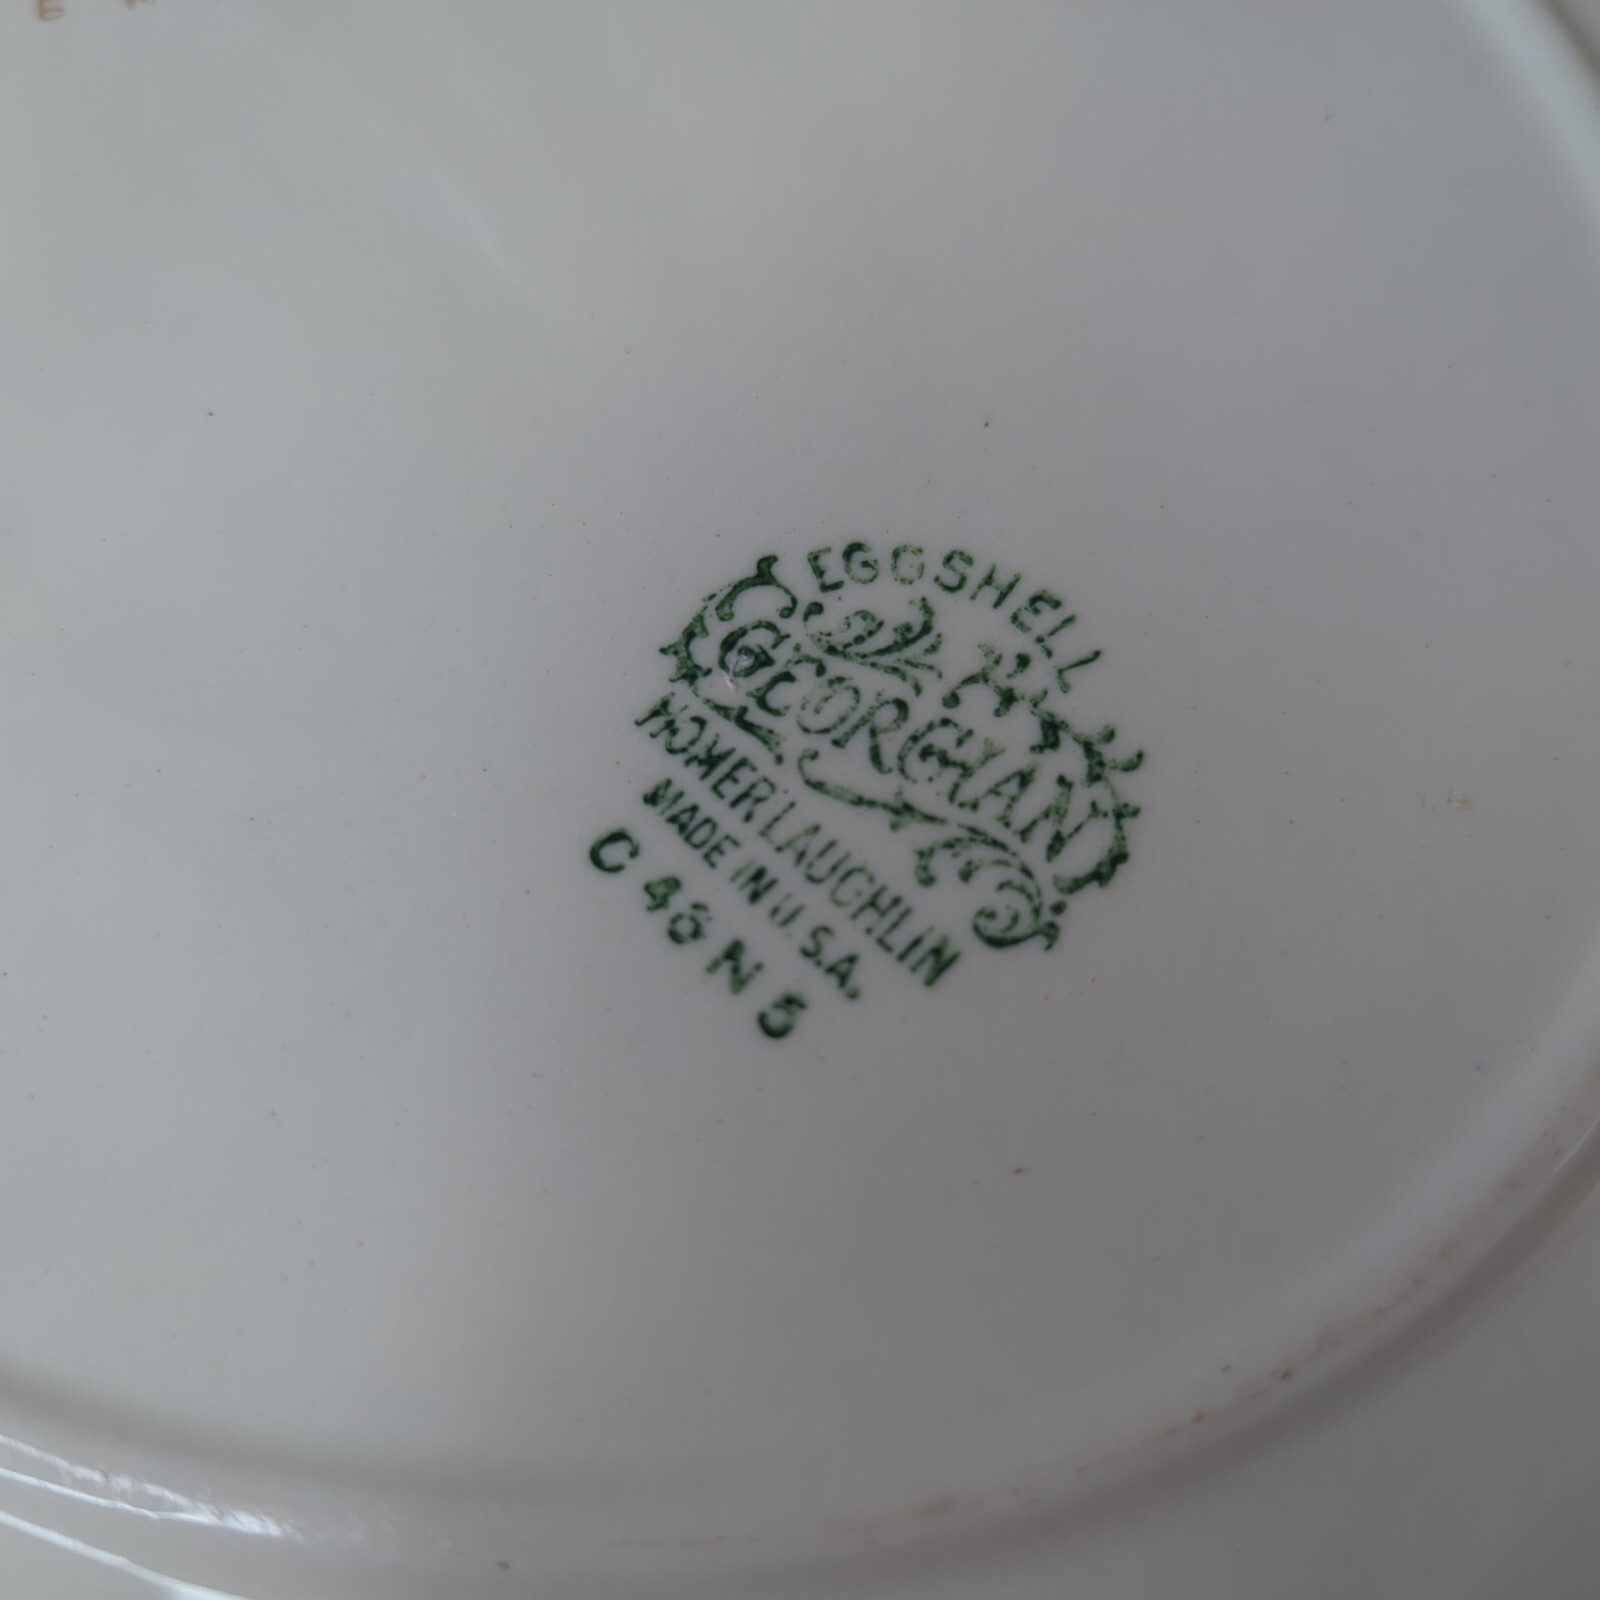 EGGSHELL
GEORGIAN
HOMER LAUGHLIN
MADE IN U.S.A.
C 46 N 5